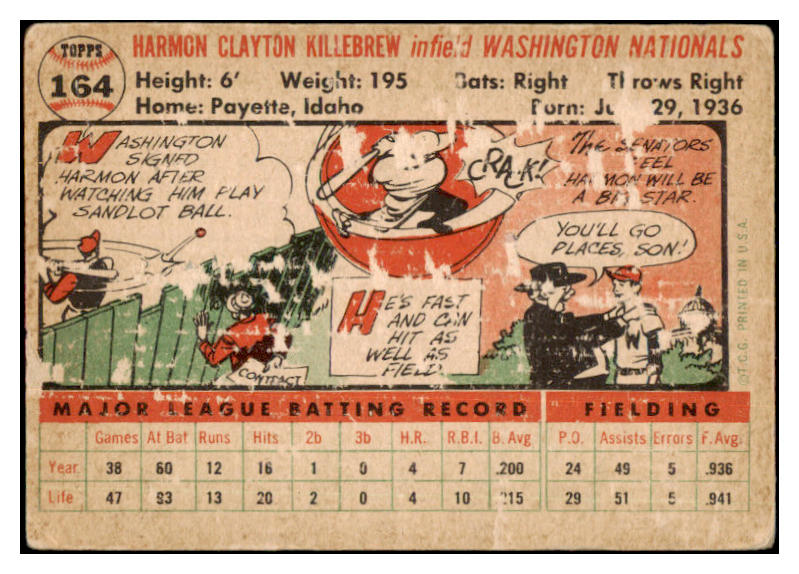 TOPPS
164
HARMON CLAYTON KILLEBREW infield WASHINGTON NATIONALS
Height: 6' Weight: 195 Bats: Right Throws Right
Home: Payette, Idaho Born: 29, 1936
WASHINGTON
SIGNED
HARMON AFTER
WATCHING HIM PLAY
SANDLOT BALL.
CONTRACT
CRACK!
HE'S FAST
AND CAN
HIT AS
WELL AS
FIELD!
THE SENATORS
FEEL
HARMON WILL BE
A BIG STAR.
YOU'LL GO
PLACES, SON!
W
©T.C.G. PRINTED IN U.S.A.
MAJOR LEAGUE BATTING RECORD FIELDING
Games At Bat Runs Hits 2b 3b H.R. R.B.I. B. Avg P.O. Assists Errors F. Avg.
Year 38 80 12 16 1 0 4 7 .200 24 49 5 .936
Life 47 93 13 20 2 0 4 10 .215 29 51 5 .941